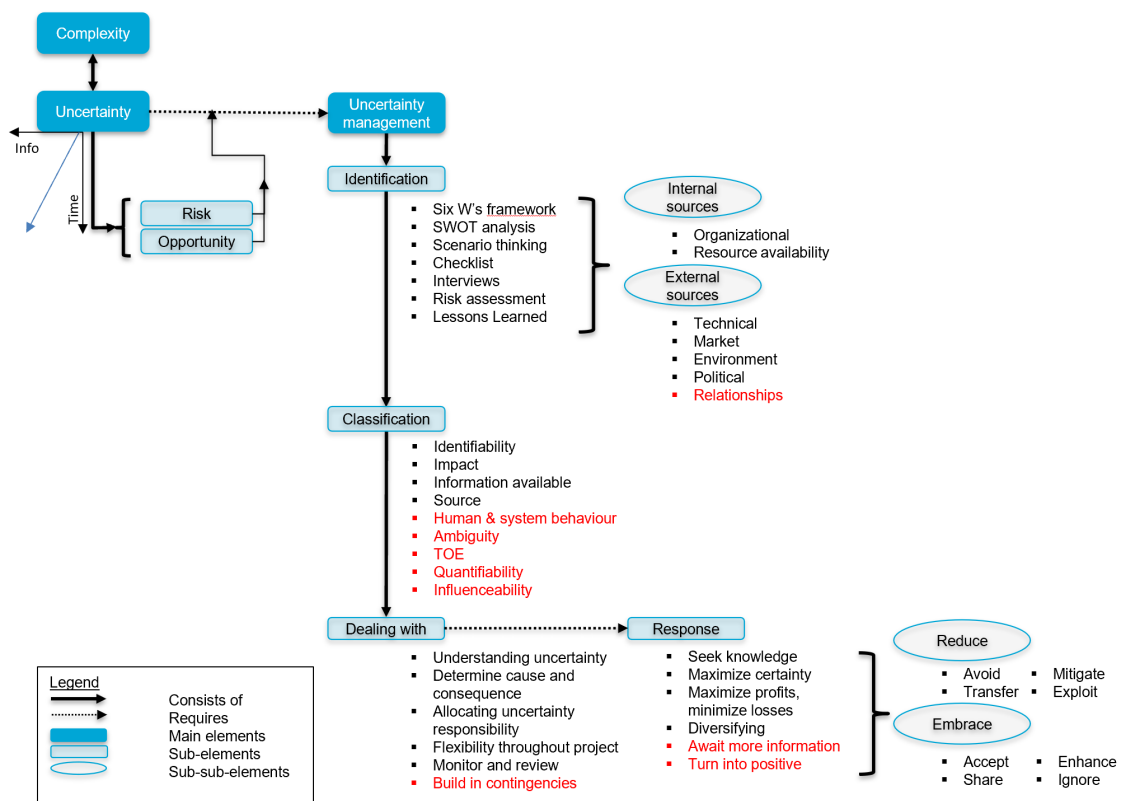 Complexity
Uncertainty
Info
Time
Risk
Opportunity
Uncertainty
management
Identification
▪ Six W's framework
▪ SWOT analysis
▪ Scenario thinking
▪ Checklist
▪ Interviews
▪ Risk assessment
▪ Lessons Learned
Internal
sources
▪ Organizational
▪ Resource availability
External
sources
▪ Technical
▪ Market
▪ Environment
▪ Political
▪ Relationships
Classification
▪ Identifiability
▪ Impact
▪ Information available
▪ Source
▪ Human & system behaviour
▪ Ambiguity
▪ TOE
▪ Quantifiability
▪ Influenceability
Dealing with
▪ Understanding uncertainty
▪ Determine cause and
consequence
▪ Allocating uncertainty
responsibility
▪ Flexibility throughout project
▪ Monitor and review
▪ Build in contingencies
Response
▪ Seek knowledge
▪ Maximize certainty
▪ Maximize profits,
minimize losses
▪ Diversifying
▪ Await more information
▪ Turn into positive
Reduce
▪ Avoid ▪ Mitigate
▪ Transfer ▪ Exploit
Embrace
▪ Accept ▪ Enhance
▪ Share ▪ Ignore
Legend
Consists of
Requires
Main elements
Sub-elements
Sub-sub-elements